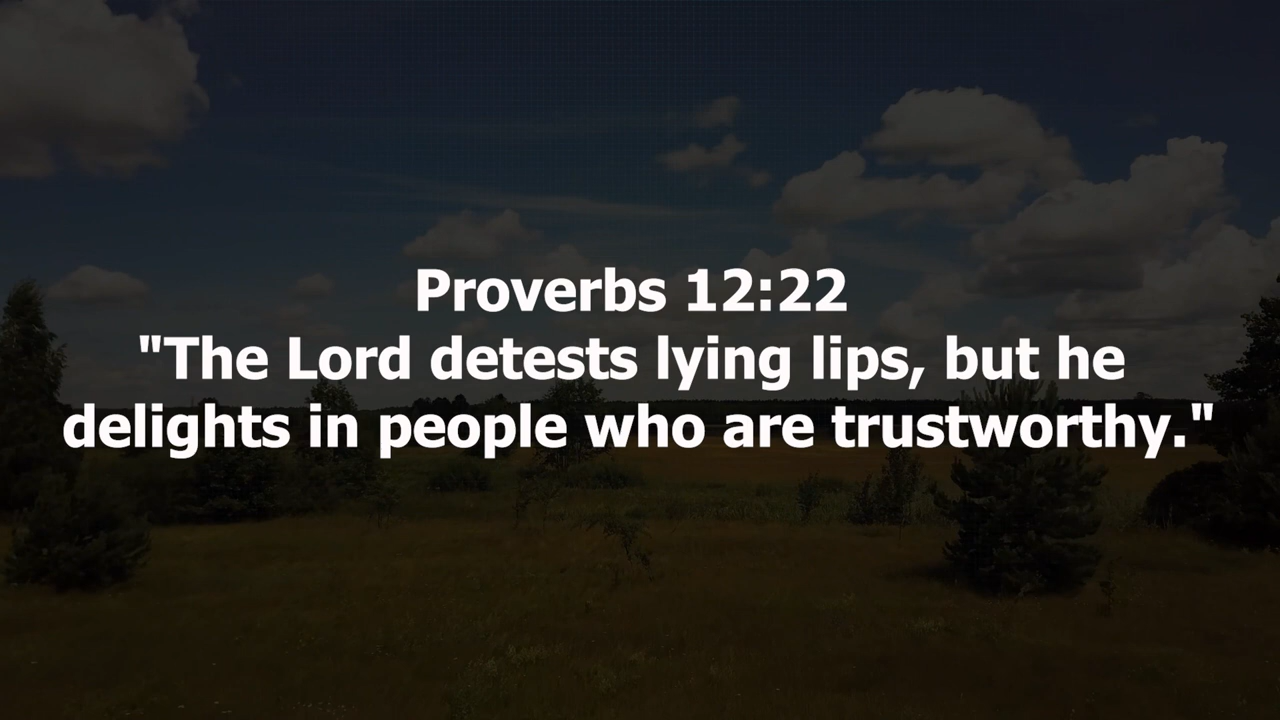 Proverbs 12:22
"The Lord detests lying lips, but he
delights in people who are trustworthy."